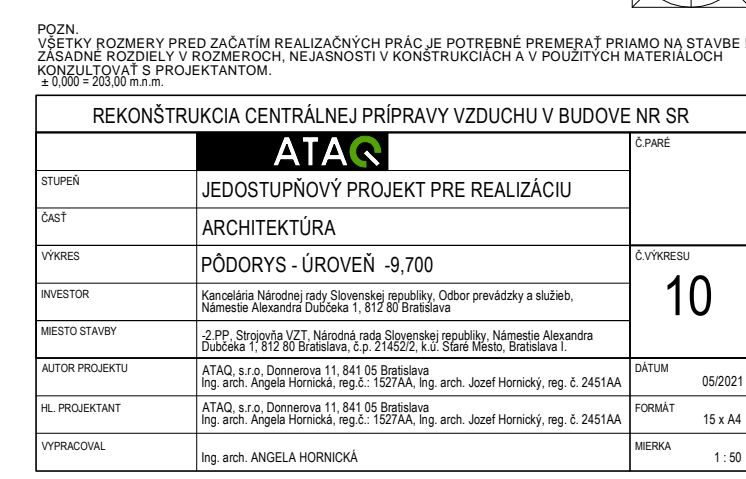 POZN.
VŠETKY ROZMERY PRED ZAČATÍM REALIZAČNÝCH PRÁC JE POTREBNÉ PREMERAŤ PRIAMO NA STAVBE !
ZÁSADNÉ ROZDIELY V ROZMEROCH, NEJASNOSTI V KONŠTRUKCIÁCH A V POUŽITÝCH MATERIÁLOCH
KONZULTOVAŤ S PROJEKTANTOM.
± 0,000 = 203,00 m.n.m.
REKONŠTRUKCIA CENTRÁLNEJ PRÍPRAVY VZDUCHU V BUDOVE NR SR
ATAQ
Č.PARÉ
STUPEŇ
JEDOSTUPŇOVÝ PROJEKT PRE REALIZÁCIU
ČASŤ
ARCHITEKTÚRA
VÝKRES
PÔDORYS - ÚROVEŇ -9,700
Č.VÝKRESU
10
INVESTOR
Kancelária Národnej rady Slovenskej republiky, Odbor prevádzky a služieb,
Námestie Alexandra Dubčeka 1, 812 80 Bratislava
MIESTO STAVBY
-2.PP, Strojovňa VZT, Národná rada Slovenskej republiky, Námestie Alexandra
Dubčeka 1, 812 80 Bratislava, č.p. 21452/2, k.ú. Staré Mesto, Bratislava I.
AUTOR PROJEKTU
ATAQ, s.r.o, Donnerova 11, 841 05 Bratislava
Ing. arch. Angela Hornická, reg.č.: 1527AA, Ing. arch. Jozef Hornický, reg. č. 2451AA
DÁTUM
05/2021
HL. PROJEKTANT
ATAQ, s.r.o, Donnerova 11, 841 05 Bratislava
Ing. arch. Angela Hornická, reg.č.: 1527AA, Ing. arch. Jozef Hornický, reg. č. 2451AA
FORMÁT
15 x A4
VYPRACOVAL
Ing. arch. ANGELA HORNICKÁ
MIERKA
1 : 50